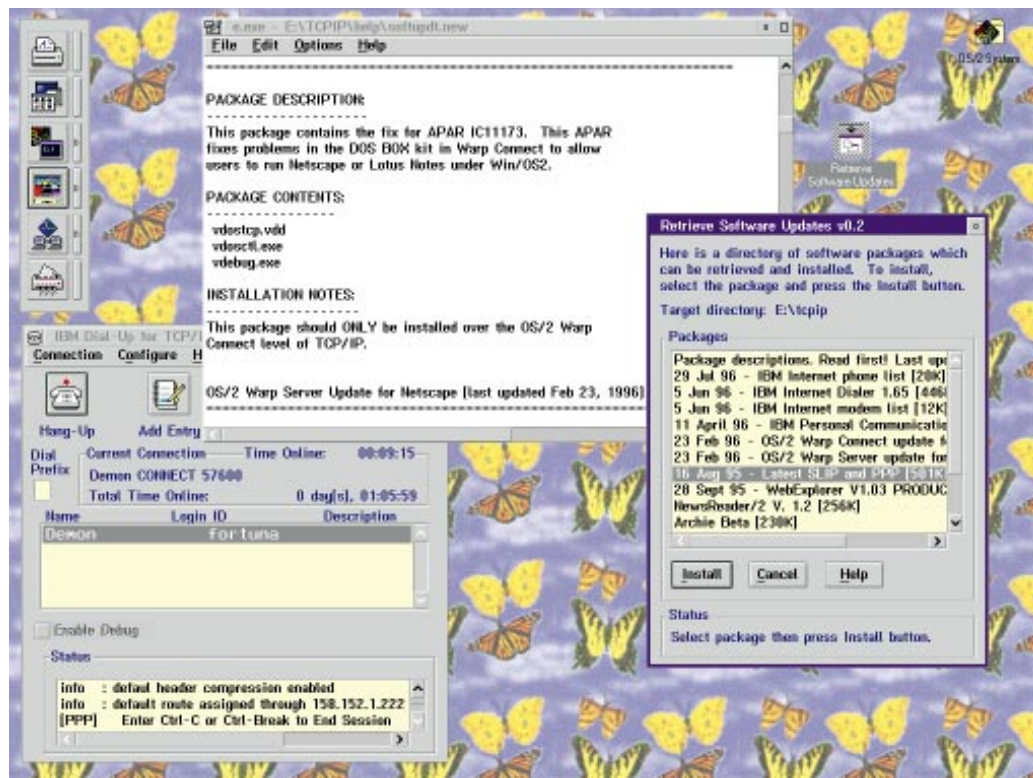 e.exe - E:\TCPIP\help\softupdt.new
File Edit Options Help
PACKAGE DESCRIPTION:
This package contains the fix for APAR IC11173. This APAR
fixes problems in the DOS BOX kit in Warp Connect to allow
users to run Netscape or Lotus Notes under Win/OS2.
PACKAGE CONTENTS:
vdostcp.vdd
vdosctl.exe
vdebug.exe
INSTALLATION NOTES:
This package should ONLY be installed over the OS/2 Warp
Connect level of TCP/IP.
OS/2 Warp Server Update for Netscape [last updated Feb 23, 1996]
OS/2 System
Retrieve
Software Updates
IBM Dial-Up for TCP/I
Connection Configure H
Hang-Up Add Entry
Dial
Prefix
Current Connection Time Online: 00:09:15
Demon CONNECT 57600
Total Time Online: 0 day(s), 01:05:59
Name Login ID Description
Demon fortuna
Enable Debug
Status
info : defaul header compression enabled
info : default route assigned through 158.152.1.222
[PPP] Enter Ctrl-C or Ctrl-Break to End Session
Retrieve Software Updates v0.2
Here is a directory of software packages which
can be retrieved and installed. To install,
select the package and press the Install button.
Target directory: E:\tcpip
Packages
Package descriptions. Read first! Last upd
29 Jul 96 - IBM Internet phone list [20K]
5 Jun 96 - IBM Internet Dialer 1.65 [446
5 Jun 96 - IBM Internet modem list [12K]
11 April 96 - IBM Personal Communicatio
23 Feb 96 - OS/2 Warp Connect update f
23 Feb 96 - OS/2 Warp Server update for
16 Aug 95 - Latest SLIP and PPP [501K]
28 Sept 95 - WebExplorer V1.03 PRODUC
NewsReader/2 V. 1.2 [256K]
Archie Beta [230K]
Install Cancel Help
Status
Select package then press Install button.